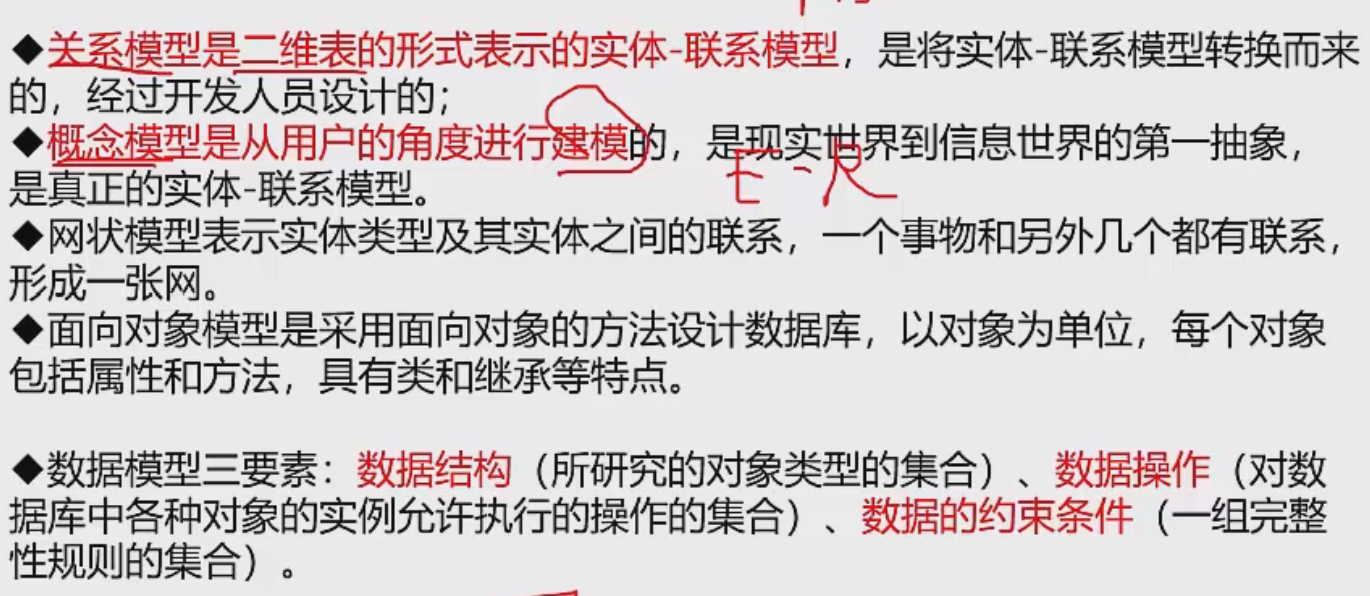 ◆关系模型是二维表的形式表示的实体-联系模型，是将实体-联系模型转换而来
的，经过开发人员设计的；
◆概念模型是从用户的角度进行建模的，是现实世界到信息世界的第一抽象，
E-R
是真正的实体-联系模型。
◆网状模型表示实体类型及其实体之间的联系，一个事物和另外几个都有联系，
形成一张网。
◆面向对象模型是采用面向对象的方法设计数据库，以对象为单位，每个对象
包括属性和方法，具有类和继承等特点。
◆数据模型三要素：数据结构（所研究的对象类型的集合）、数据操作（对数
据库中各种对象的实例允许执行的操作的集合）、数据的约束条件（一组完整
性规则的集合）。